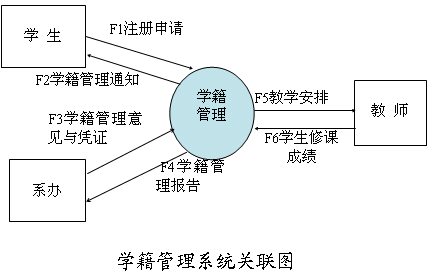 学 生
F1注册申请
F2学籍管理通知
学籍
管理
F5教学安排
教 师
F3学籍管理意
见与凭证
F6学生修课
成绩
F4学籍管
理报告
系办
学籍管理系统关联图